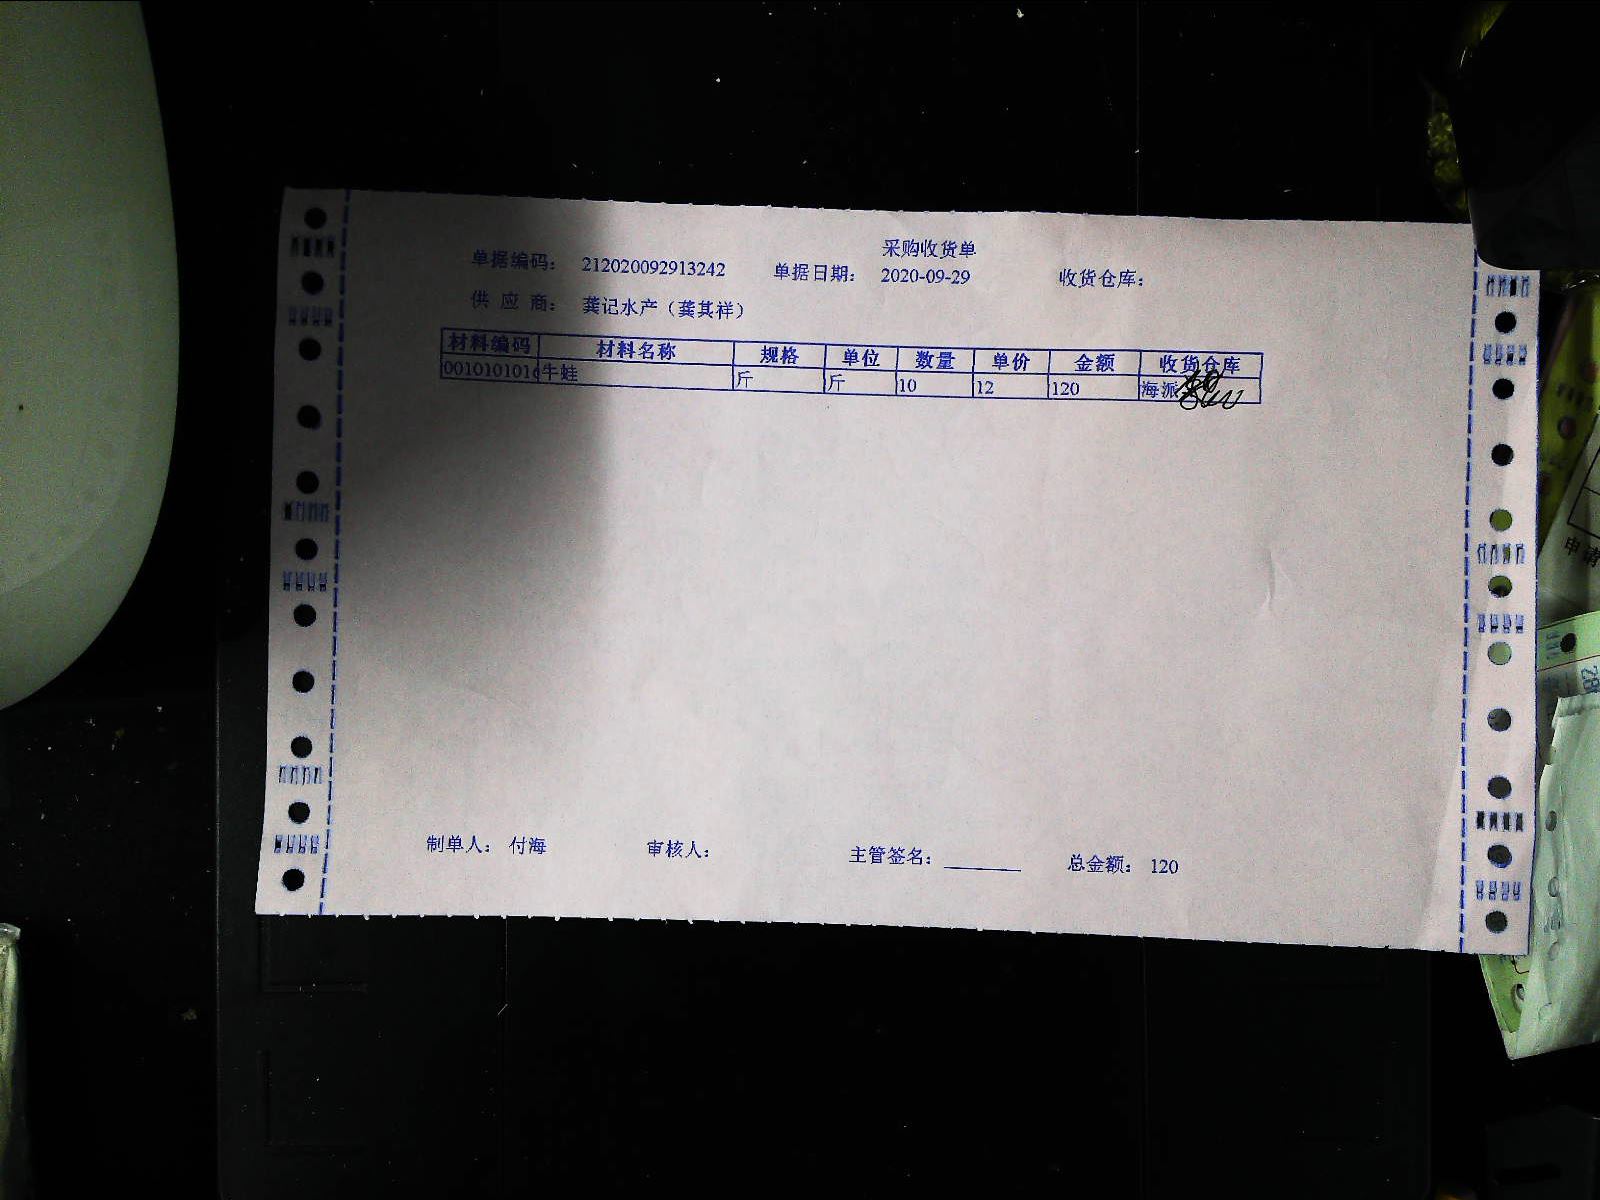 采购收货单
单据编码： 212020092913242 单据日期： 2020-09-29 收货仓库：
供 应 商： 龚记水产（龚其祥）
材料编码 材料名称 规格 单位 数量 单价 金额 收货仓库
0010101010 牛蛙 斤 斤 10 12 120 海派
制单人： 付海 审核人： 主管签名： 总金额： 120
申请